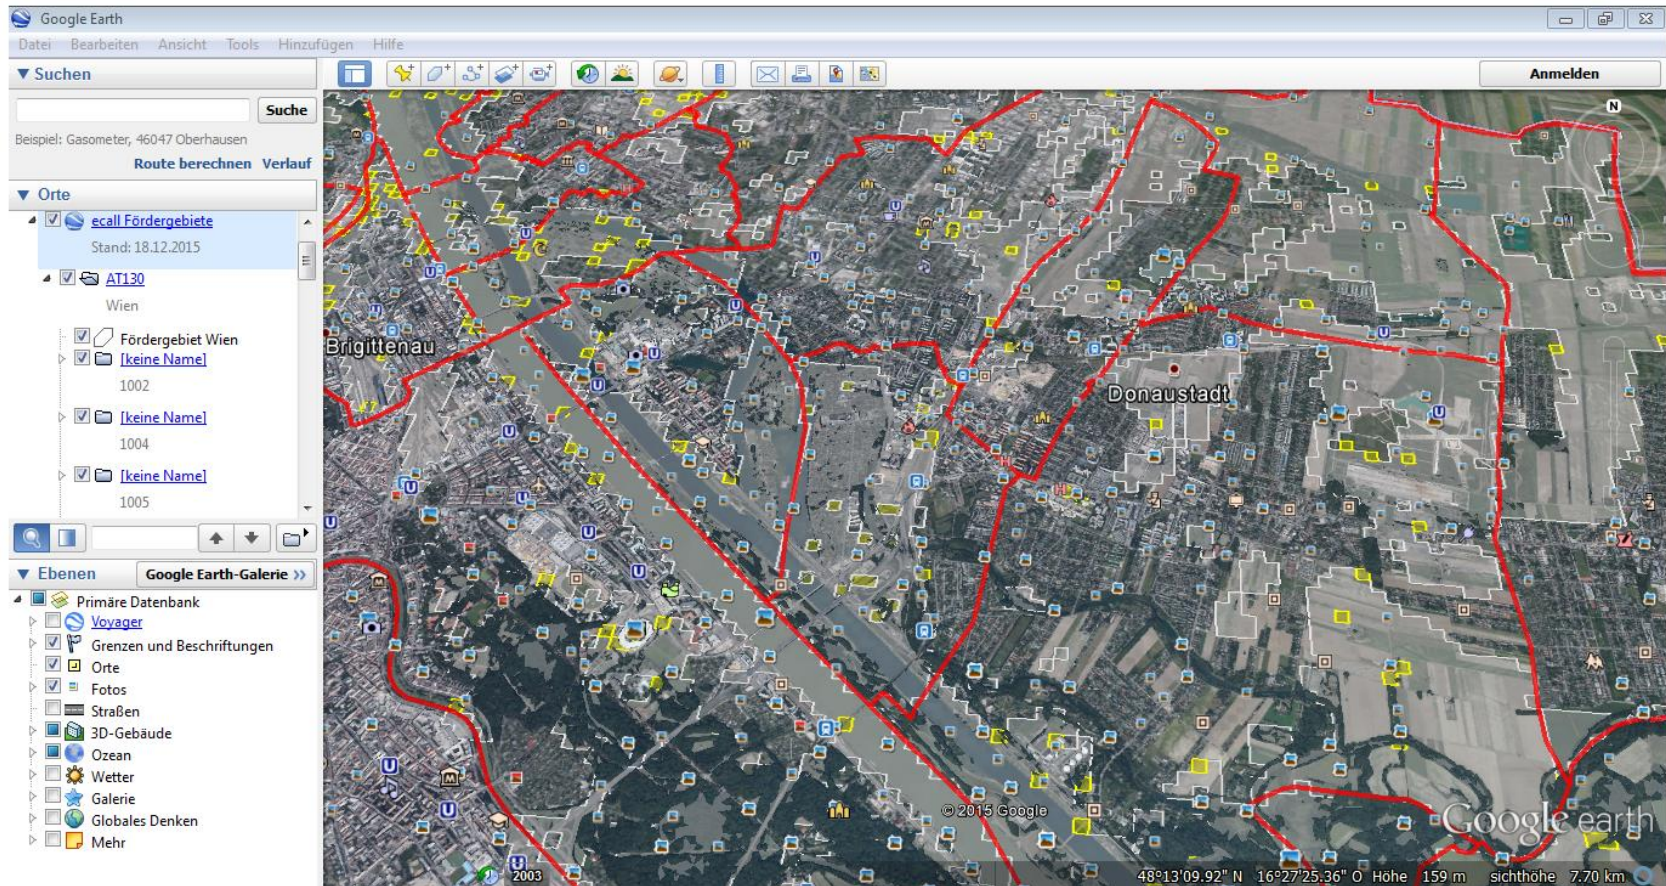 Google Earth
Datei Bearbeiten Ansicht Tools Hinzufügen Hilfe
Suchen
Suche
Beispiel: Gasometer, 46047 Oberhausen
Route berechnen Verlauf
Orte
ecall Fördergebiete
Stand: 18.12.2015
AT130
Wien
Fördergebiet Wien
[keine Name]
1002
[keine Name]
1004
[keine Name]
1005
Ebenen
Google Earth-Galerie >>
Primäre Datenbank
Voyager
Grenzen und Beschriftungen
Orte
Fotos
Straßen
3D-Gebäude
Ozean
Wetter
Galerie
Globales Denken
Mehr
Anmelden
N
Brigittenau
Donaustadt
© 2015 Google
Google earth
2003
48°13'09.92" N 16°27'25.36" O Höhe 159 m sichthöhe 7.70 km